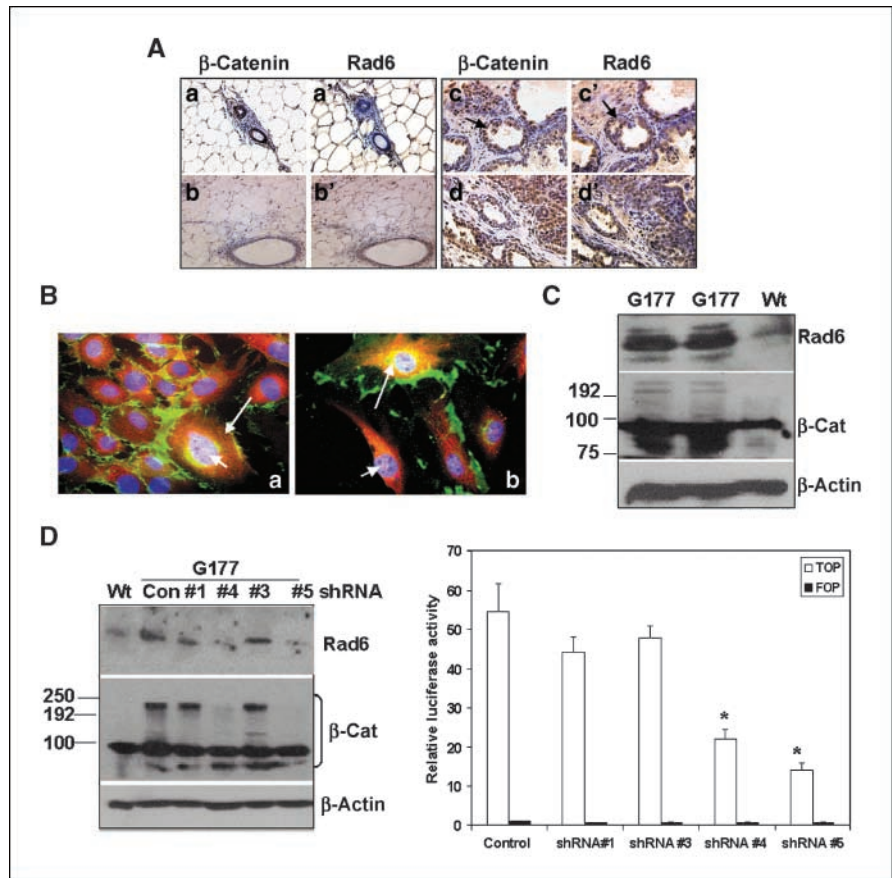 A
β-Catenin Rad6 β-Catenin Rad6
a a' c c'
b b' d d'
B
a b
C
G177 G177 Wt
Rad6
192
100
75
β-Cat
β-Actin
D
G177
Wt Con #1 #4 #3 #5 shRNA
Rad6
250
192
100
β-Cat
β-Actin
Relative luciferase activity
70
60
50
40
30
20
10
0
TOP
FOP
* *
Control shRNA#1 shRNA #3 shRNA #4 shRNA #5